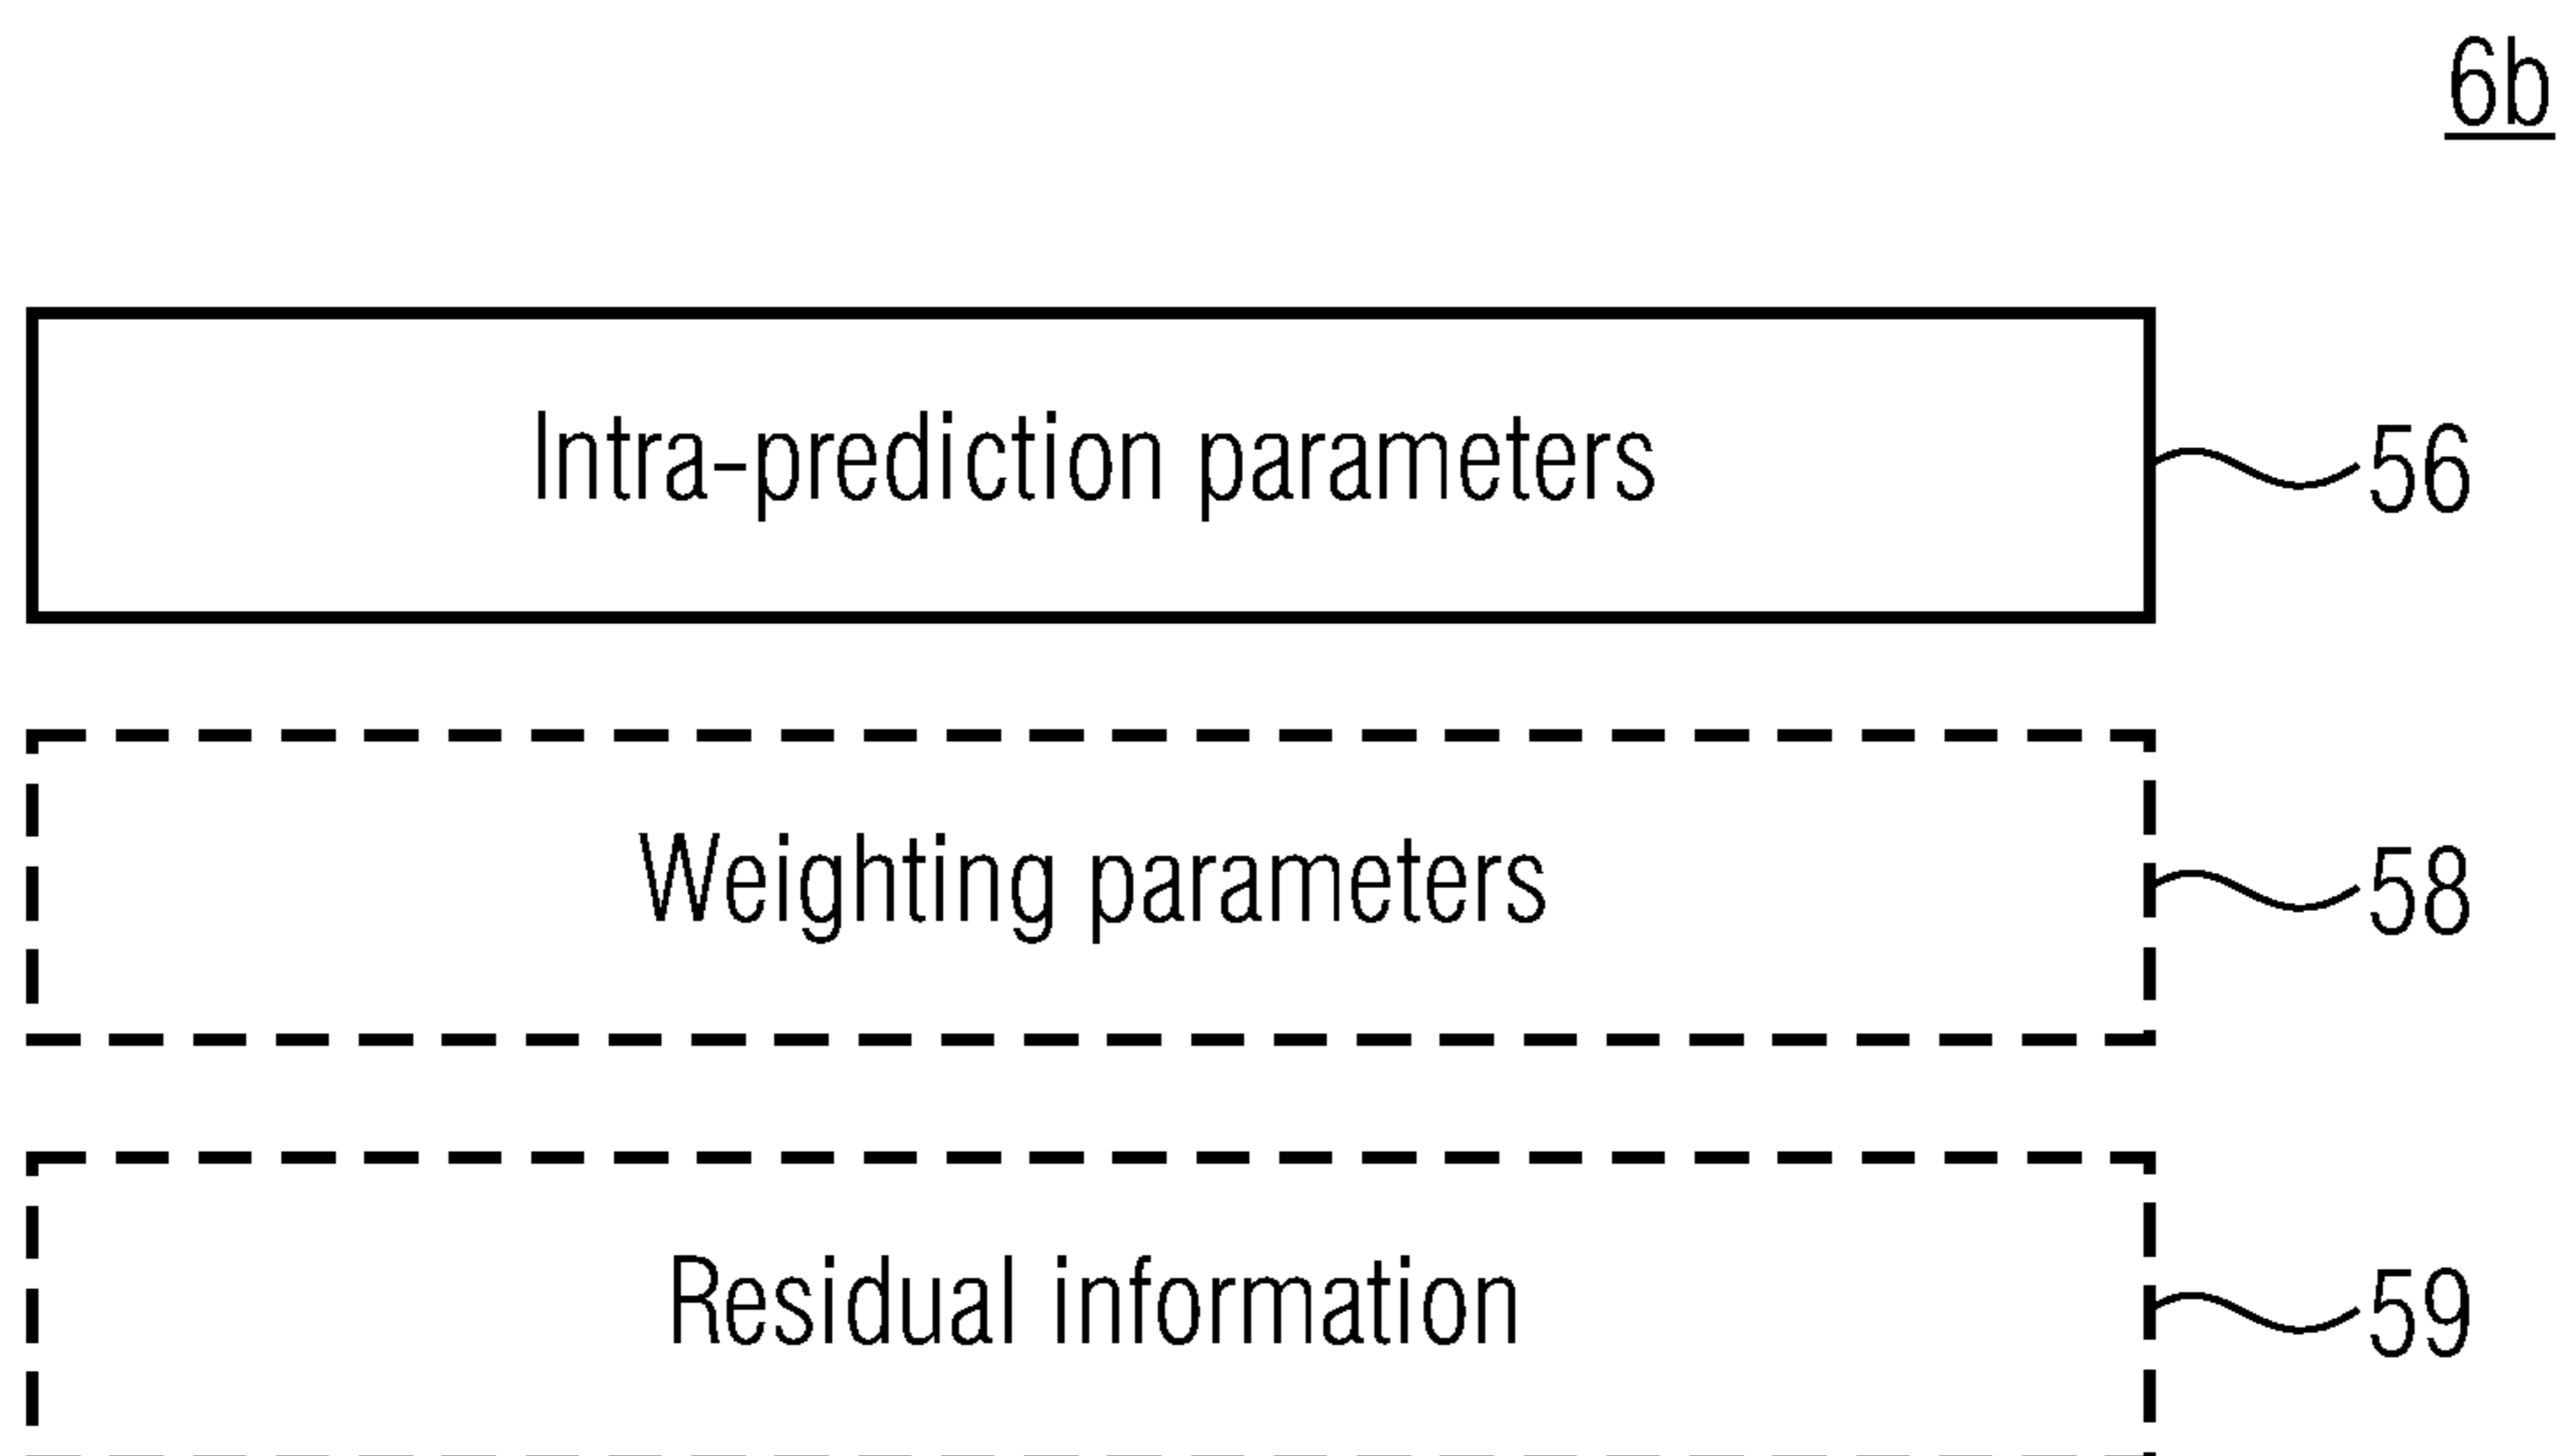 6b
Intra-prediction parameters 56
Weighting parameters 58
Residual information 59